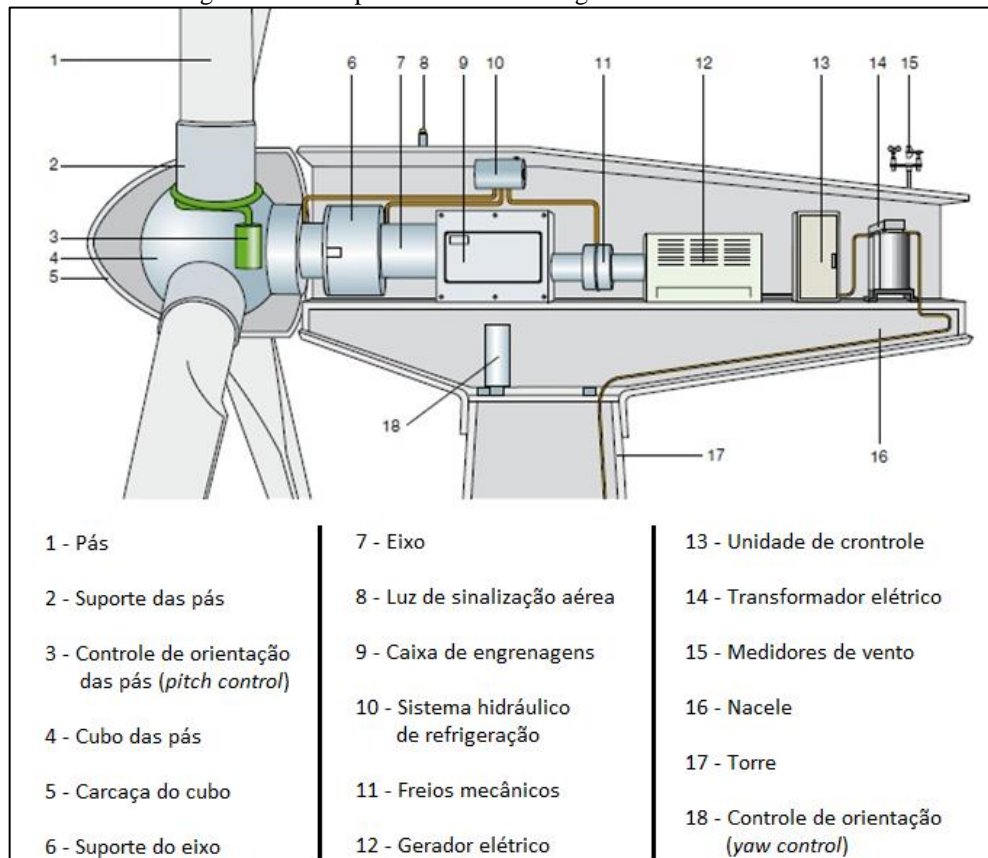 1
6 7 8 9 10 11 12 13 14 15
2
3
4
5
18
17
16
1 - Pás
2 - Suporte das pás
3 - Controle de orientação
das pás (pitch control)
4 - Cubo das pás
5 - Carcaça do cubo
6 - Suporte do eixo
7 - Eixo
8 - Luz de sinalização aérea
9 - Caixa de engrenagens
10 - Sistema hidráulico
de refrigeração
11 - Freios mecânicos
12 - Gerador elétrico
13 - Unidade de crontrole
14 - Transformador elétrico
15 - Medidores de vento
16 - Nacele
17 - Torre
18 - Controle de orientação
(yaw control)